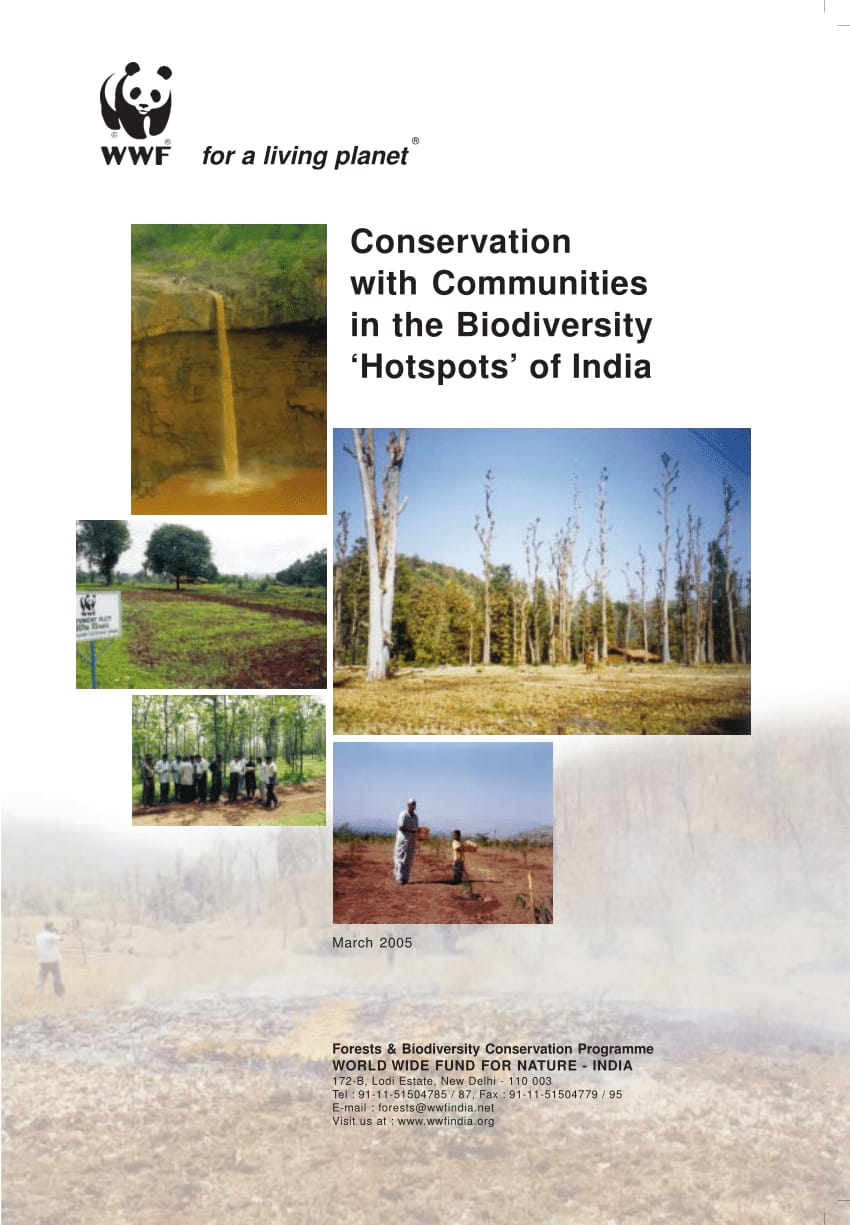 WWF
for a living planet®
Conservation
with Communities
in the Biodiversity
‘Hotspots’ of India
WWF
March 2005
Forests & Biodiversity Conservation Programme
WORLD WIDE FUND FOR NATURE - INDIA
172-B, Lodi Estate, New Delhi - 110 003
Tel : 91-11-51504785 / 87, Fax : 91-11-51504779 / 95
E-mail : forests@wwfindia.net
Visit us at : www.wwfindia.org